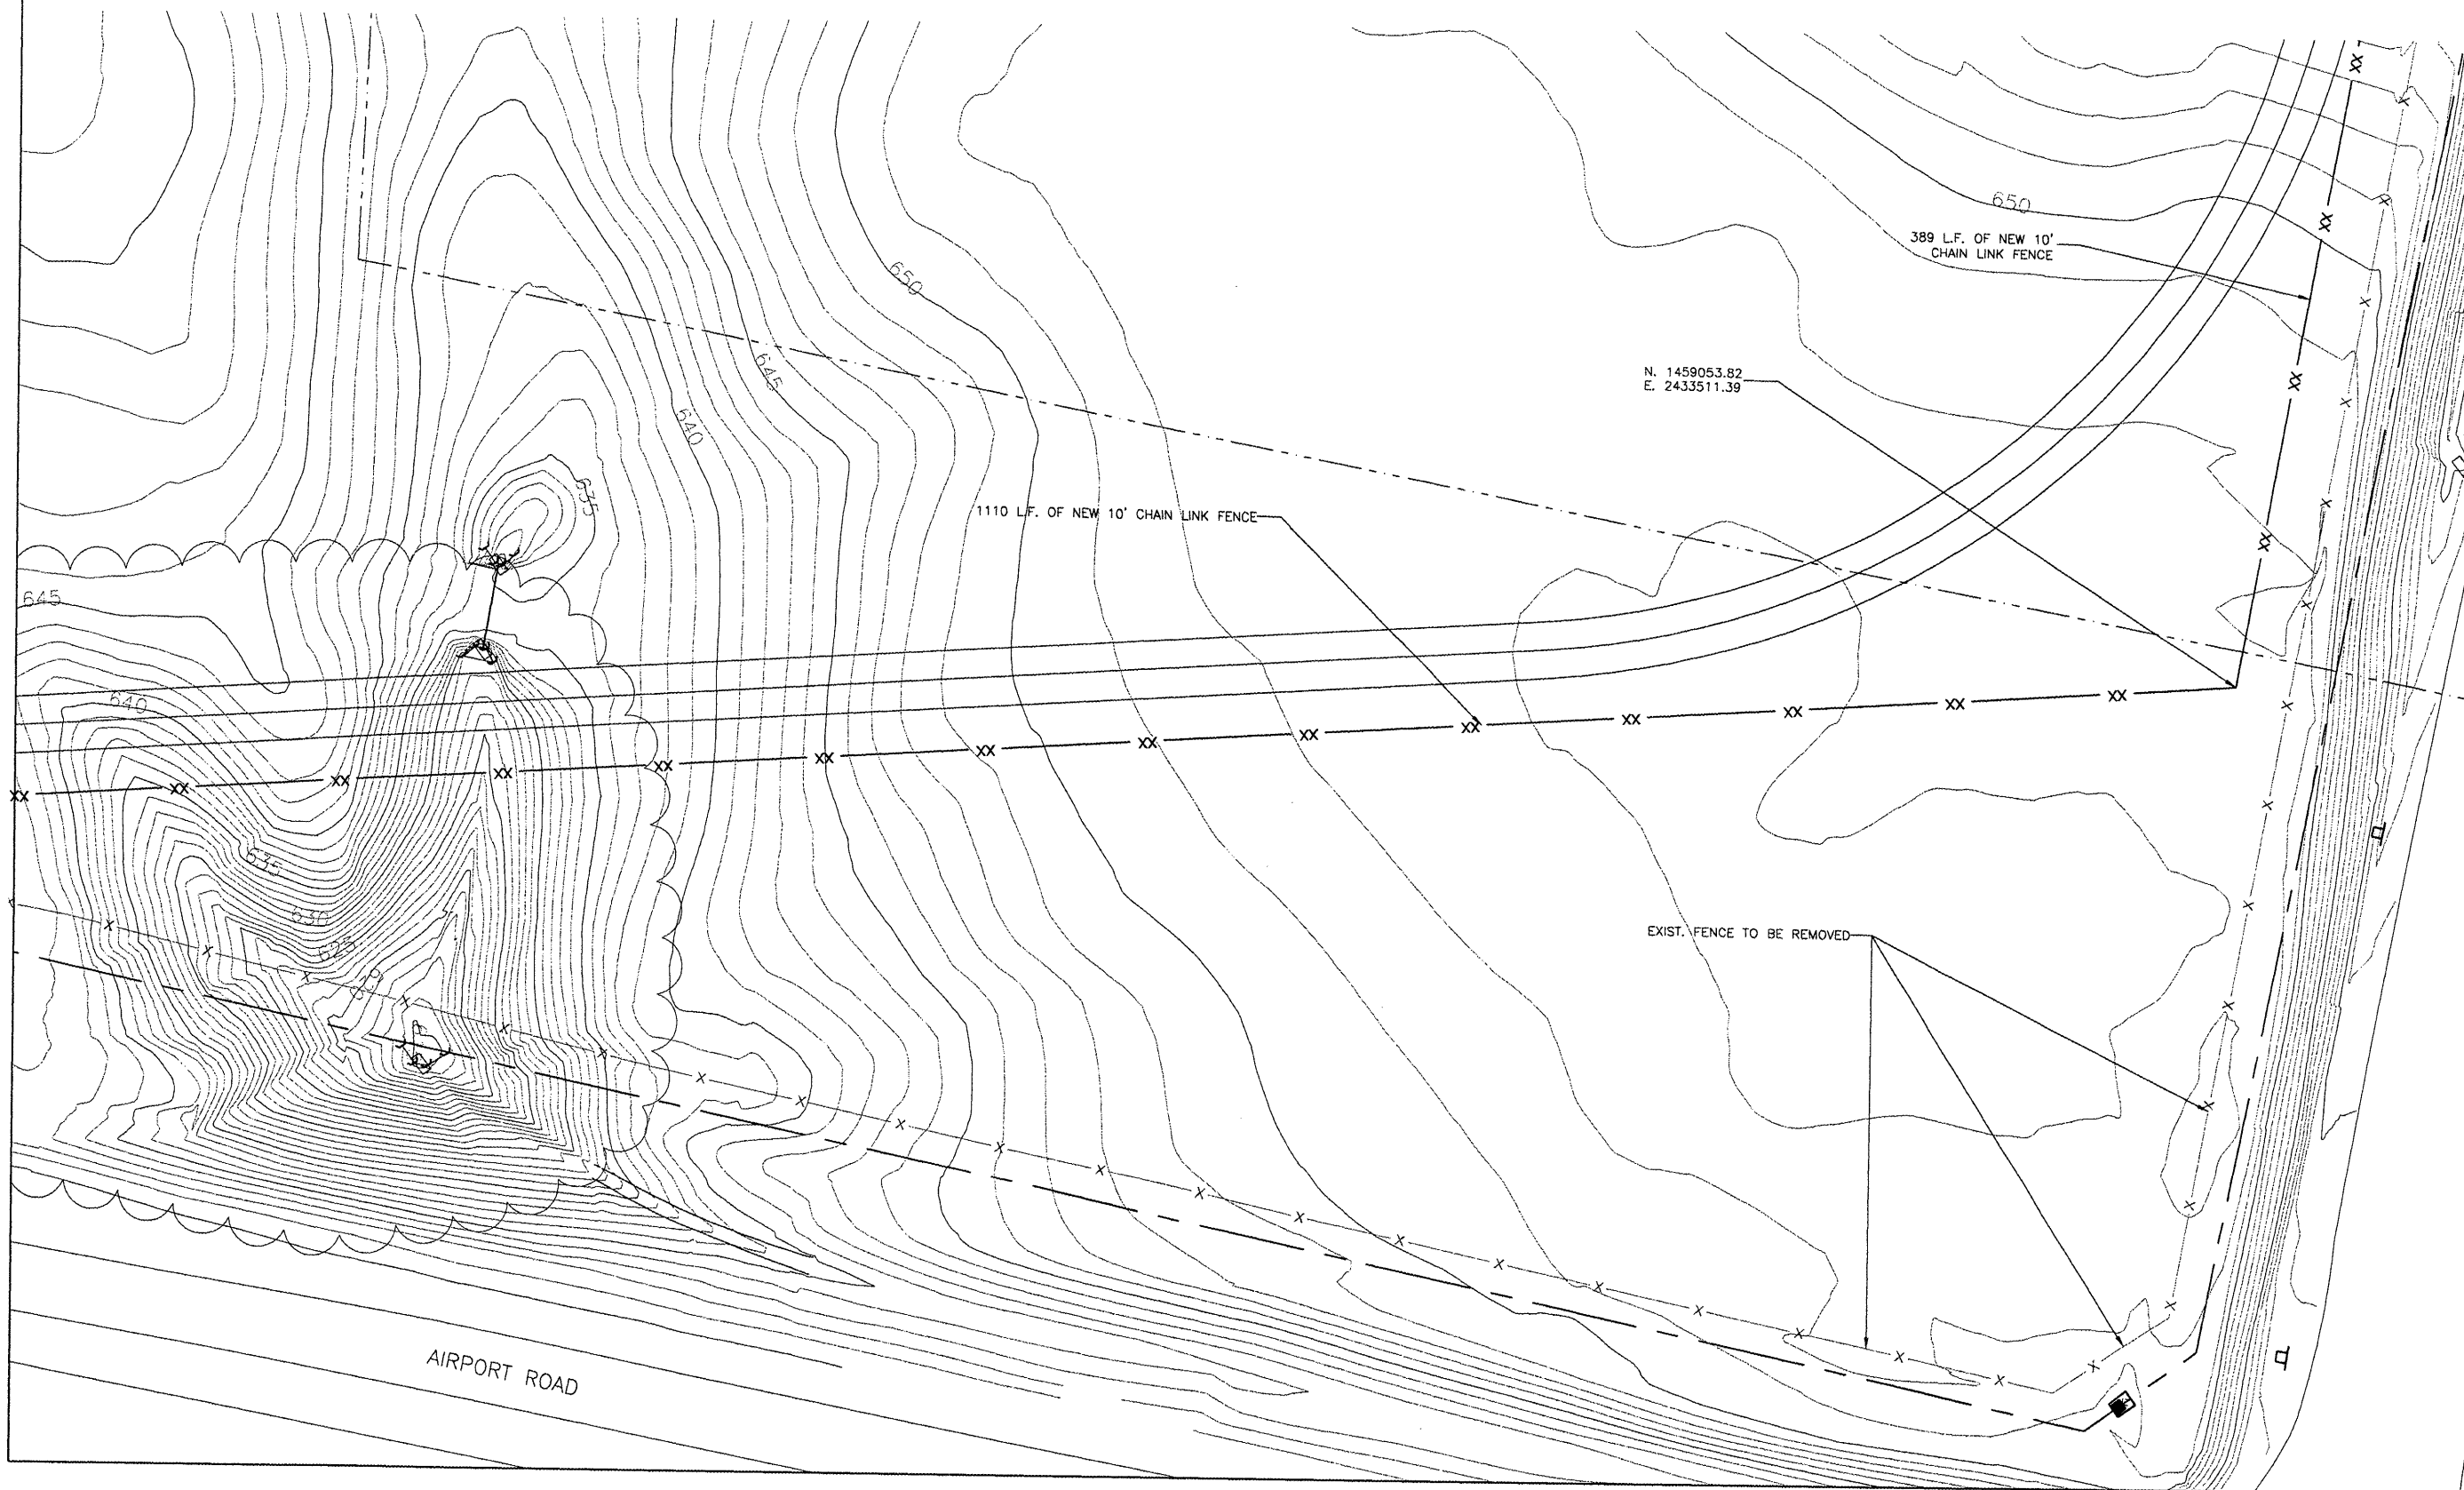 650
389 L.F. OF NEW 10'
CHAIN LINK FENCE
650
645
N. 1459053.82
E. 2433511.39
640
635
1110 L.F. OF NEW 10' CHAIN LINK FENCE
645
640
635
630
625
EXIST. FENCE TO BE REMOVED
AIRPORT ROAD